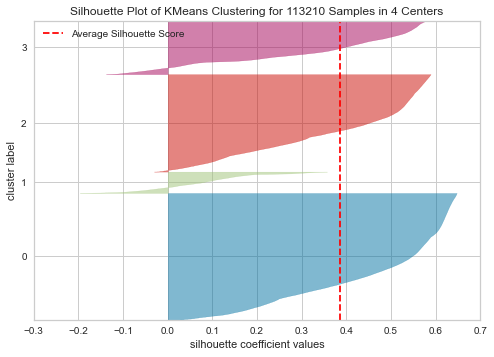 Silhouette Plot of KMeans Clustering for 113210 Samples in 4 Centers
Average Silhouette Score
cluster label
3
2
1
0
-0.3 -0.2 -0.1 0.0 0.1 0.2 0.3 0.4 0.5 0.6 0.7
silhouette coefficient values